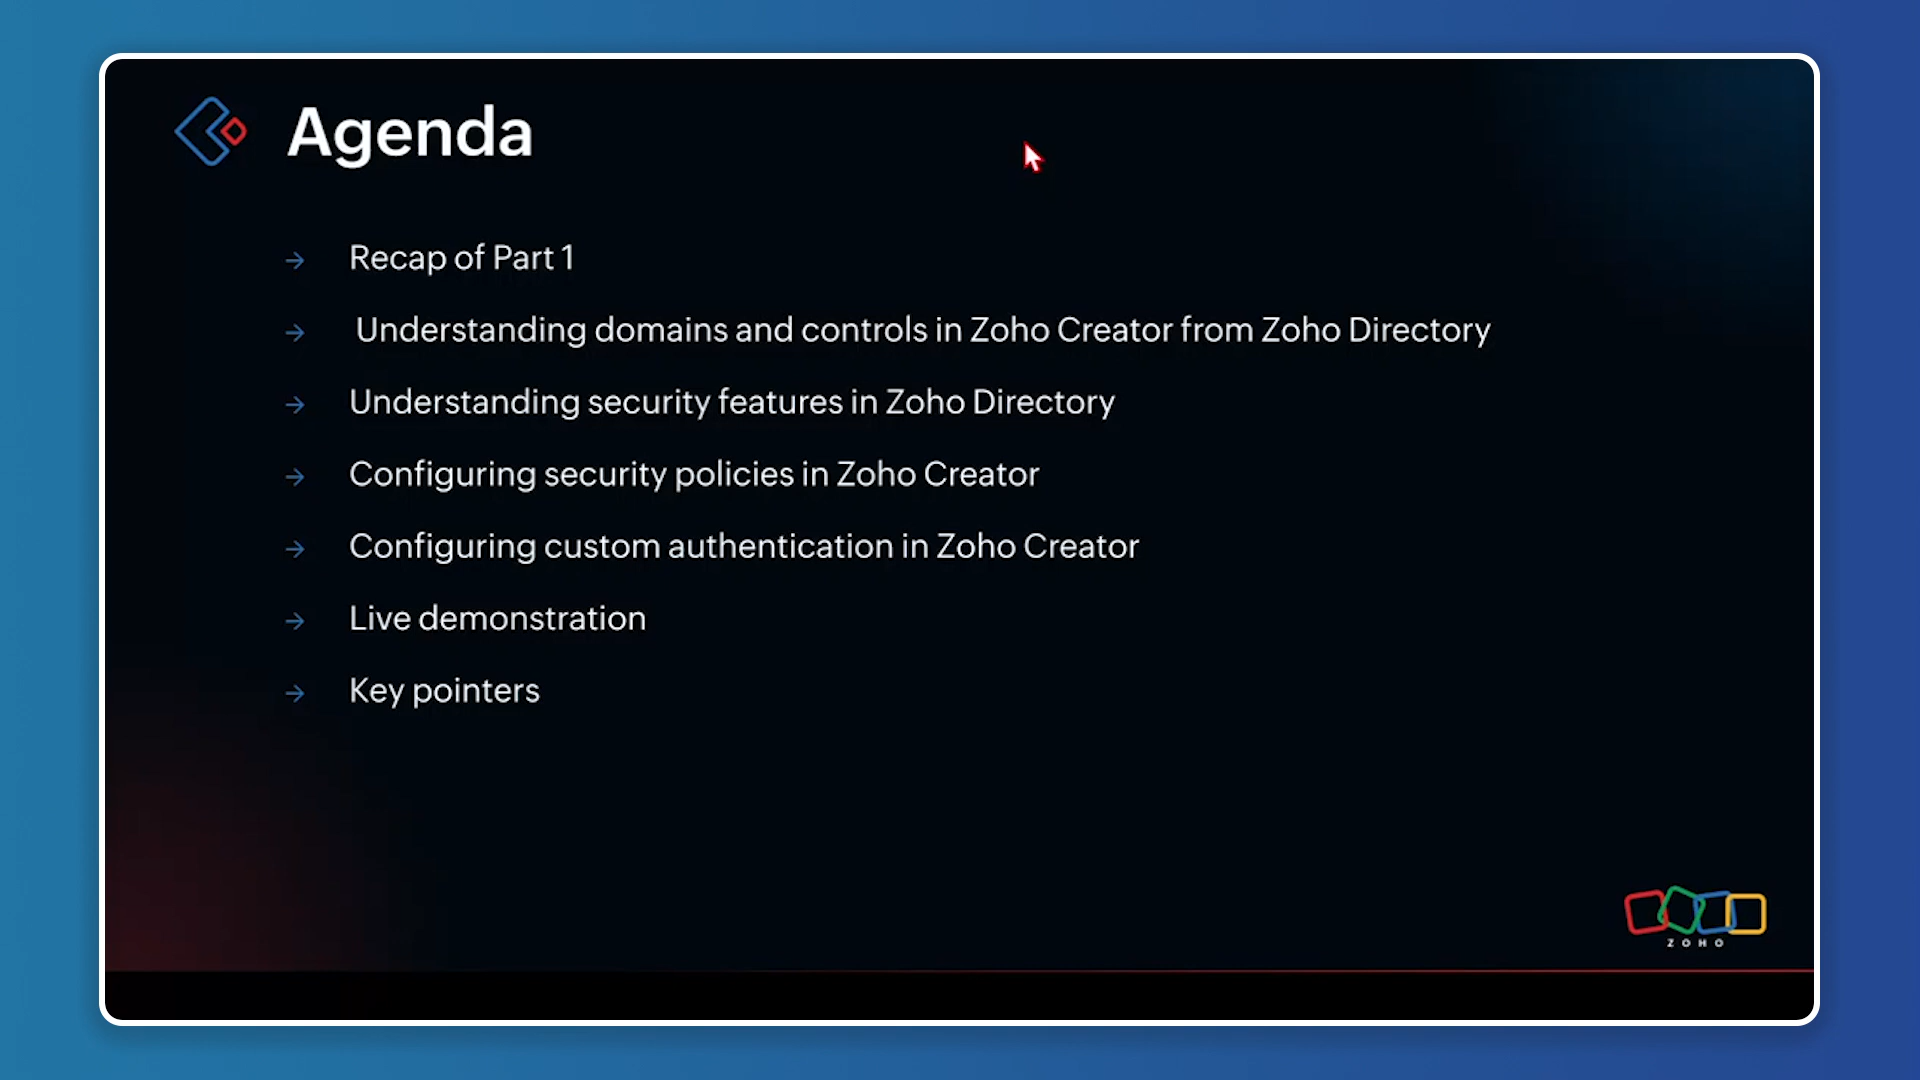 Agenda
→ Recap of Part 1
→ Understanding domains and controls in Zoho Creator from Zoho Directory
→ Understanding security features in Zoho Directory
→ Configuring security policies in Zoho Creator
→ Configuring custom authentication in Zoho Creator
→ Live demonstration
→ Key pointers
ZOHO